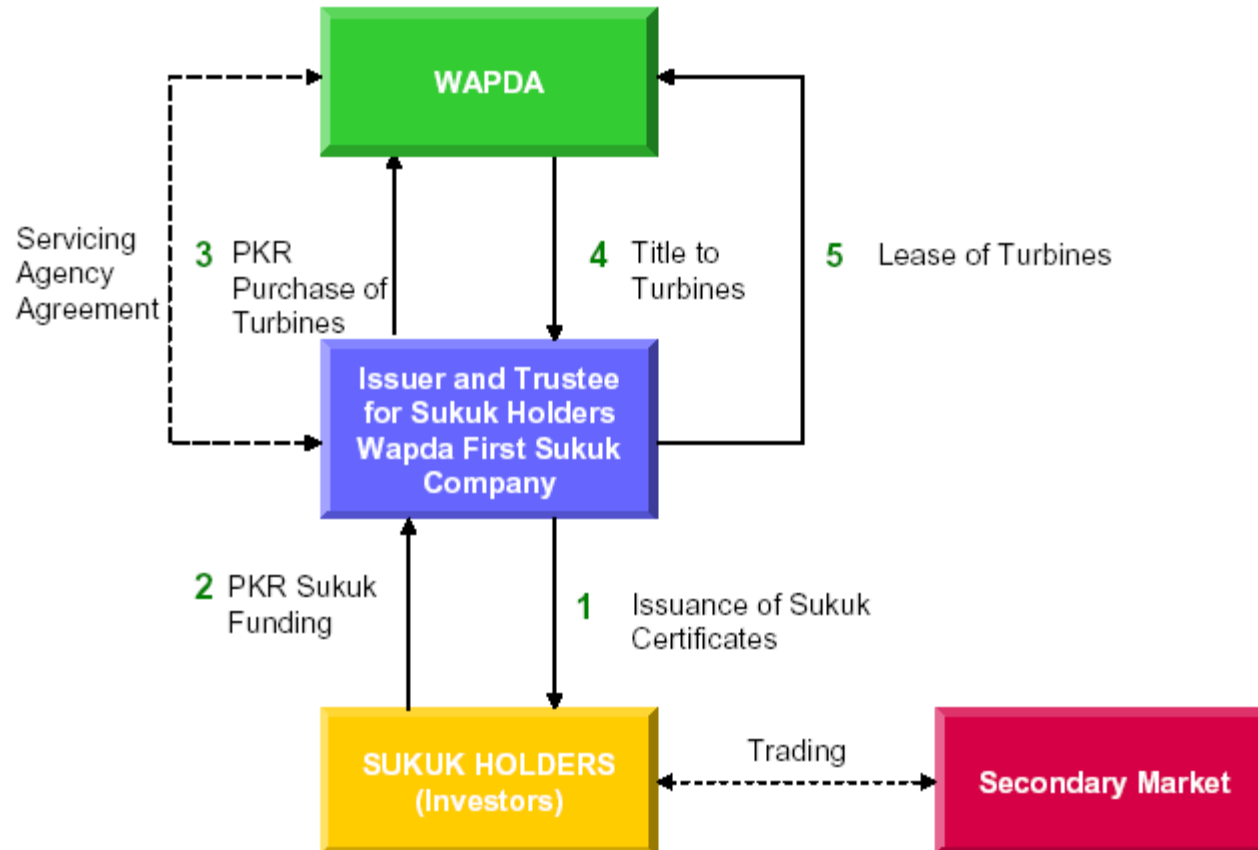 WAPDA
Servicing
Agency
Agreement
3 PKR
Purchase of
Turbines
4 Title to
Turbines
5 Lease of Turbines
Issuer and Trustee
for Sukuk Holders
Wapda First Sukuk
Company
2 PKR Sukuk
Funding
1 Issuance of Sukuk
Certificates
SUKUK HOLDERS
(Investors)
Trading
Secondary Market